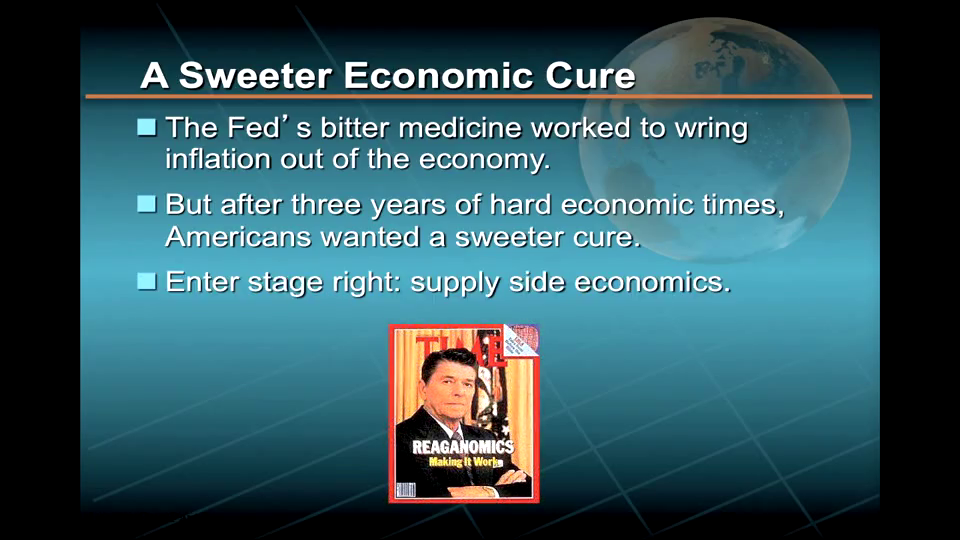 A Sweeter Economic Cure
The Fed's bitter medicine worked to wring
inflation out of the economy.
But after three years of hard economic times,
Americans wanted a sweeter cure.
Enter stage right: supply side economics.
TIME
REAGANOMICS
Making It Work